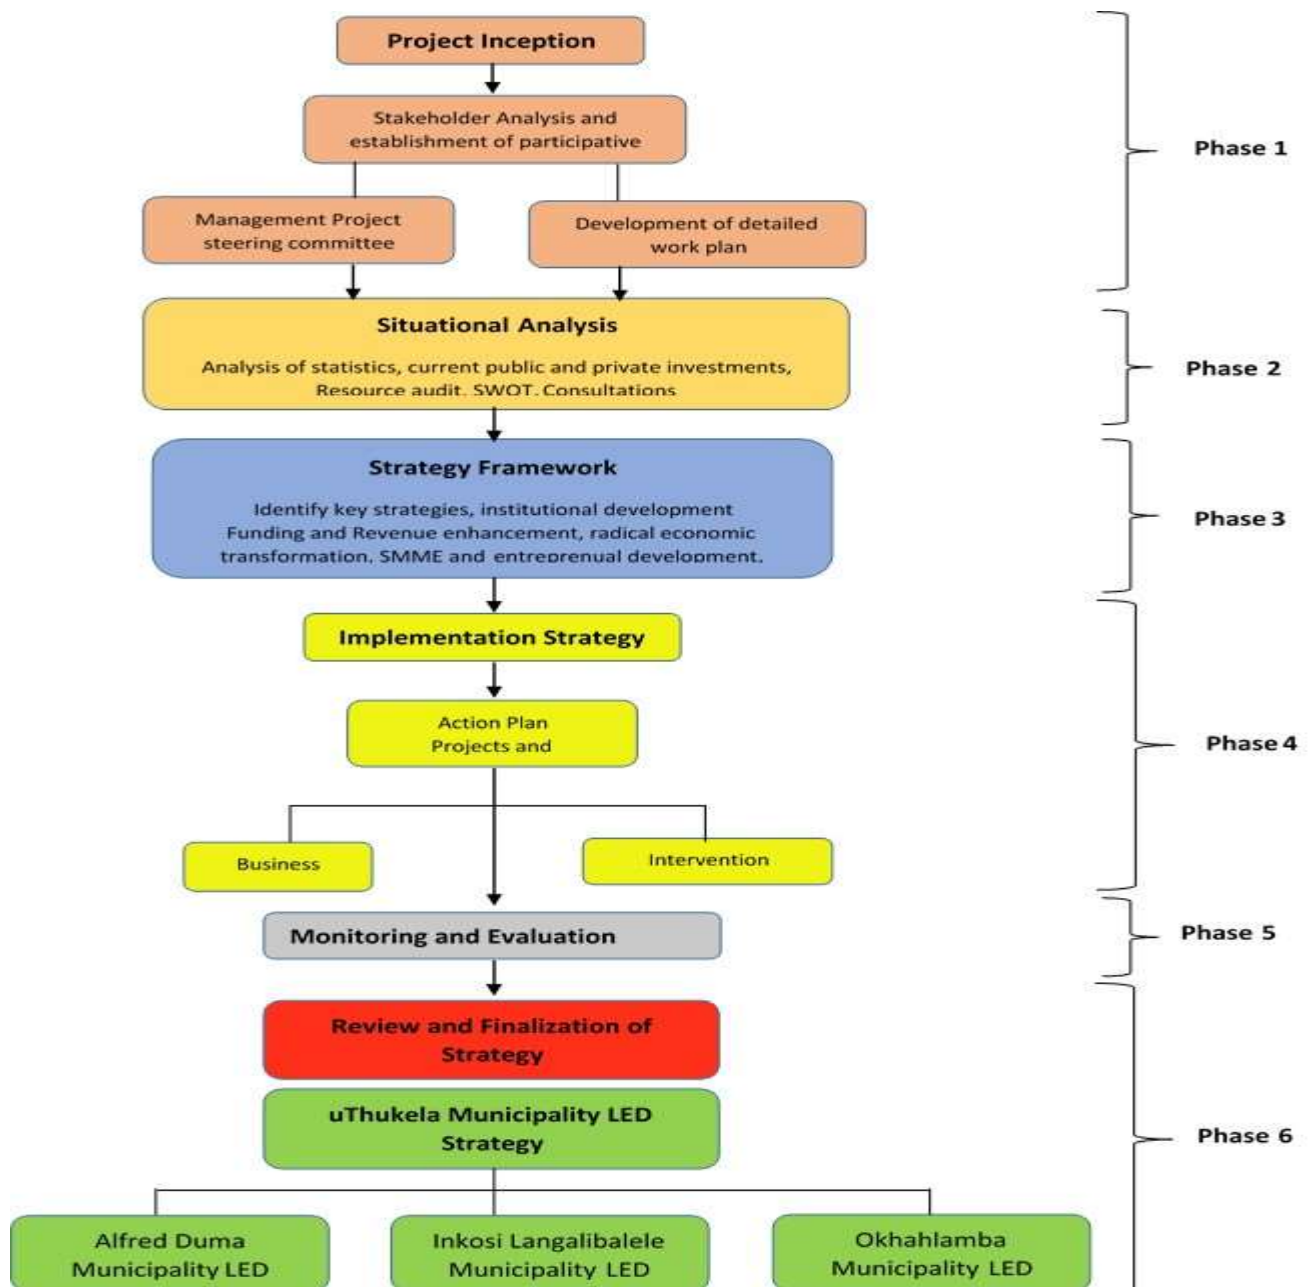 Project Inception
Stakeholder Analysis and
establishment of participative
Phase 1
Management Project
steering committee
Development of detailed
work plan
Situational Analysis
Analysis of statistics, current public and private investments,
Resource audit, SWOT, Consultations
Phase 2
Strategy Framework
Identify key strategies, institutional development
Funding and Revenue enhancement, radical economic
transformation, SMME and entreprenual development,
Phase 3
Implementation Strategy
Action Plan
Projects and
Phase 4
Business
Intervention
Monitoring and Evaluation
Phase 5
Review and Finalization of
Strategy
uThukela Municipality LED
Strategy
Phase 6
Alfred Duma
Municipality LED
Inkosi Langalibalele
Municipality LED
Okhahlamba
Municipality LED